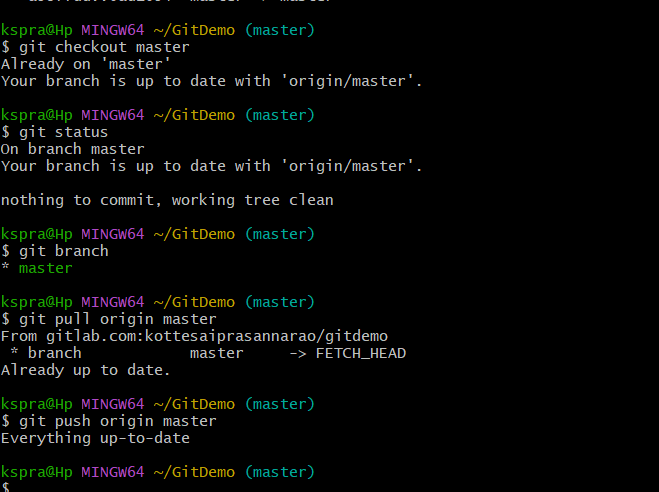 kspra@Hp MINGW64 ~/GitDemo (master)
$ git checkout master
Already on 'master'
Your branch is up to date with 'origin/master'.
kspra@Hp MINGW64 ~/GitDemo (master)
$ git status
On branch master
Your branch is up to date with 'origin/master'.
nothing to commit, working tree clean
kspra@Hp MINGW64 ~/GitDemo (master)
$ git branch
* master
kspra@Hp MINGW64 ~/GitDemo (master)
$ git pull origin master
From gitlab.com:kottesaiprasannarao/gitdemo
 * branch            master     -> FETCH_HEAD
Already up to date.
kspra@Hp MINGW64 ~/GitDemo (master)
$ git push origin master
Everything up-to-date
kspra@Hp MINGW64 ~/GitDemo (master)
$